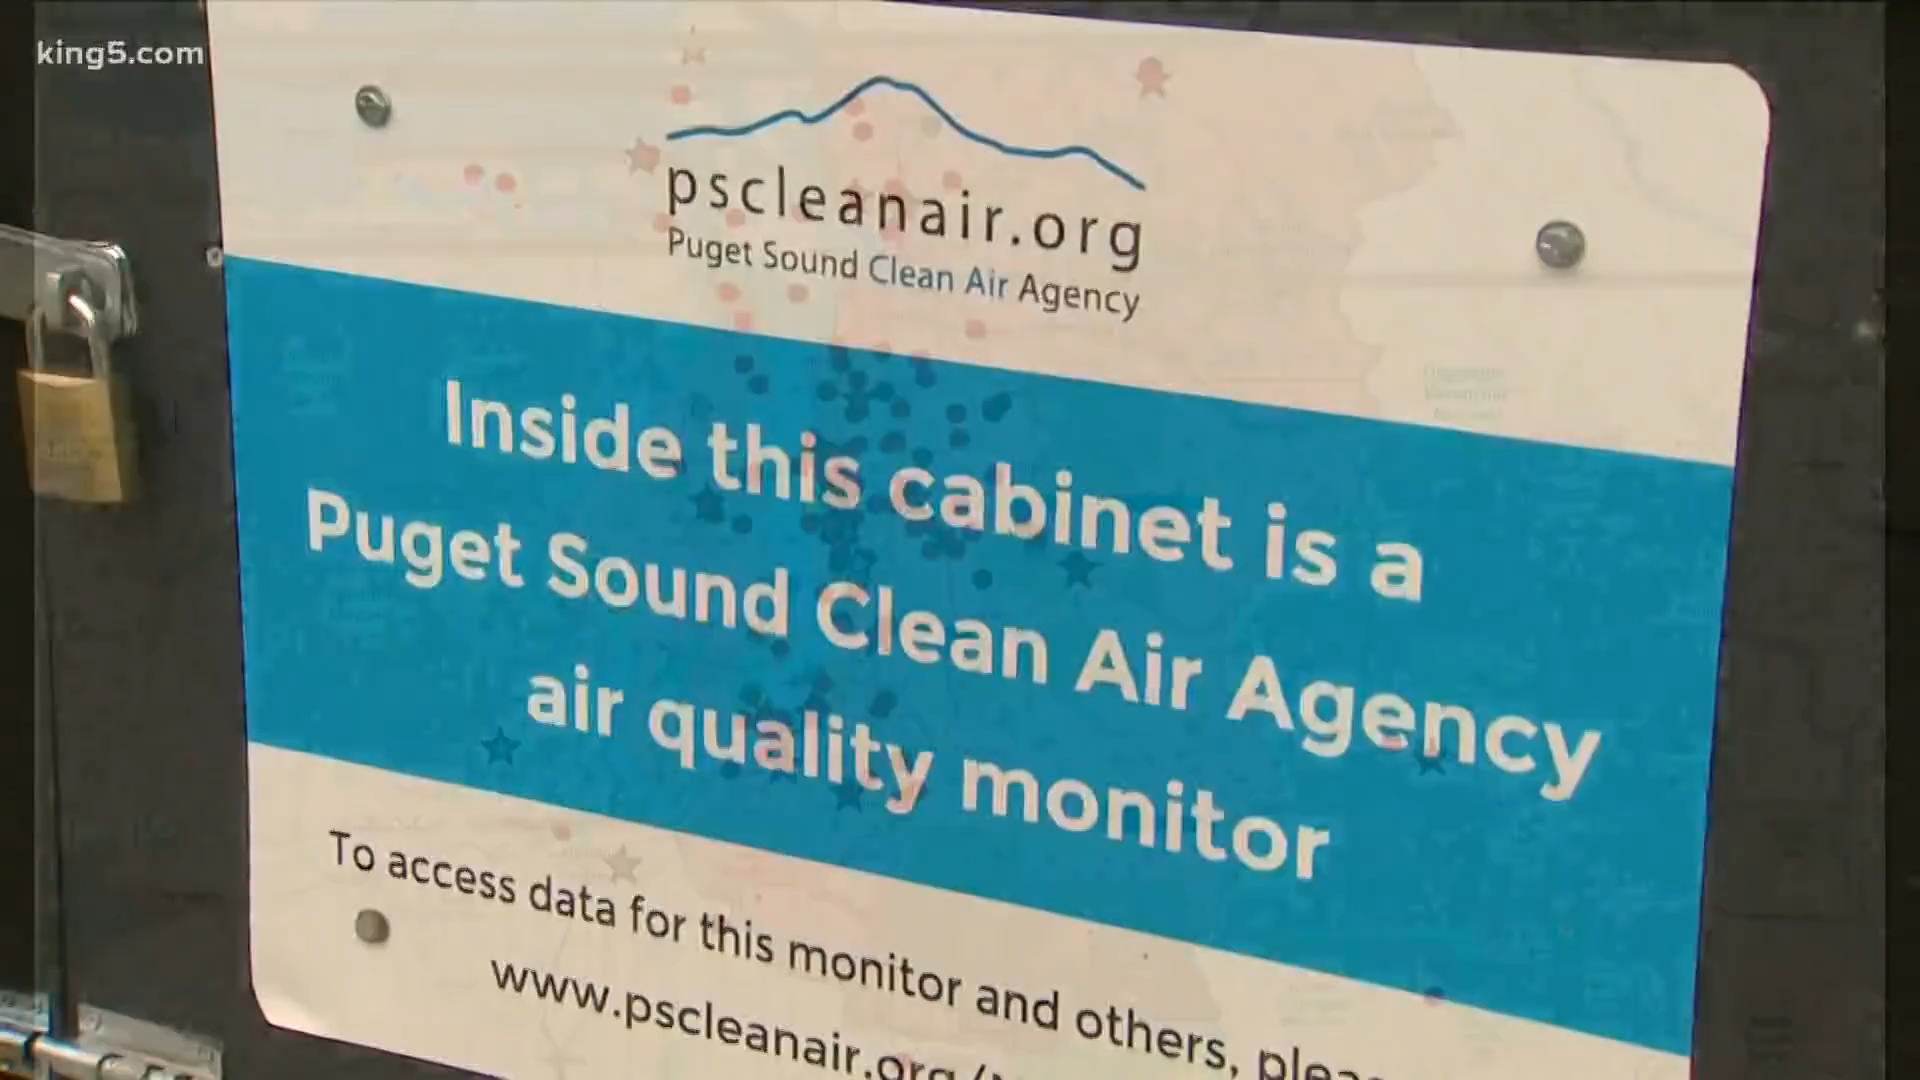 king5.com
pscleanair.org
Puget Sound Clean Air Agency
Inside this cabinet is a
Puget Sound Clean Air Agency
air quality monitor
To access data for this monitor and others,
www.pscleanair.org/